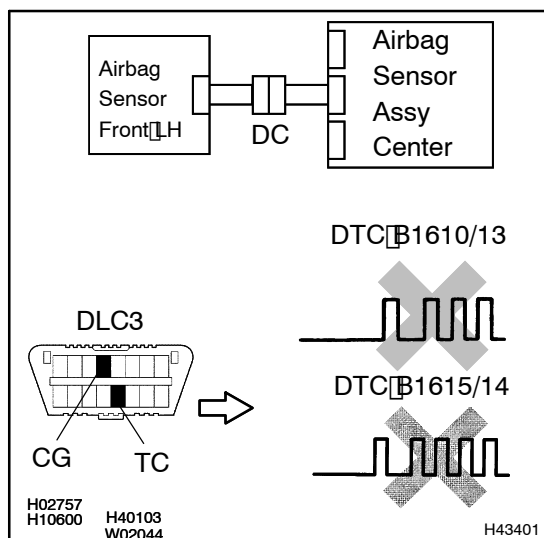 Airbag
Sensor
Front LH
DC
Airbag
Sensor
Assy
Center
DTC B1610/13
DLC3
DTC B1615/14
CG
TC
H02757
H10600
H40103
W02044
H43401